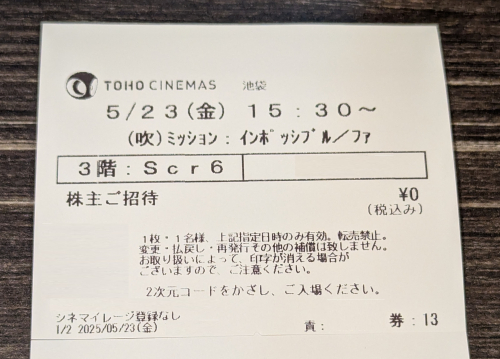 TOHO CINEMAS 池袋
5/23(金) 15:30～
(吹)ミッション:インポッシブル/ファ
3階:Scr6
株主ご招待 ¥0
(税込み)
1枚・1名様、上記指定日時のみ有効。転売禁止。
変更・払戻し・再発行その他の補償は致しません。
お取り扱いによって、印字が消える場合が
ございますので、ご注意ください。
2次元コードをかざし、ご入場ください。
シネマイレージ登録なし
1/2 2025/05/23(金) 責: 券:13